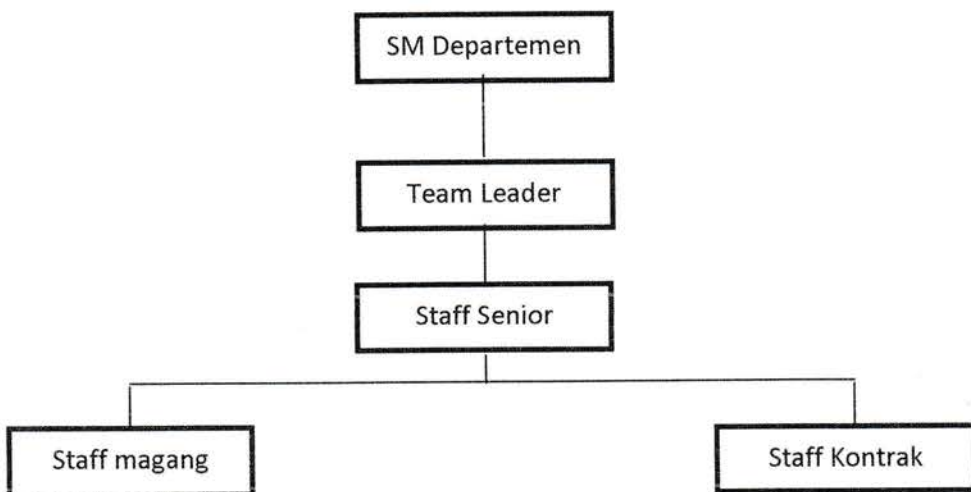 SM Departemen
Team Leader
Staff Senior
Staff magang
Staff Kontrak